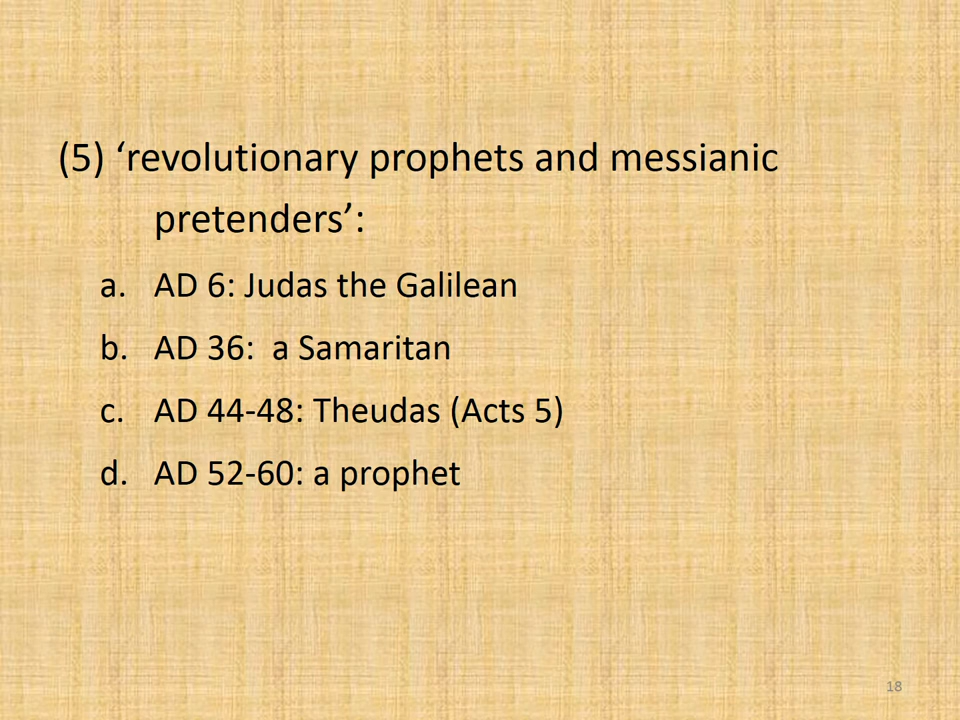 (5) ‘revolutionary prophets and messianic
pretenders’:
a. AD 6: Judas the Galilean
b. AD 36:  a Samaritan
c. AD 44-48: Theudas (Acts 5)
d. AD 52-60: a prophet
18